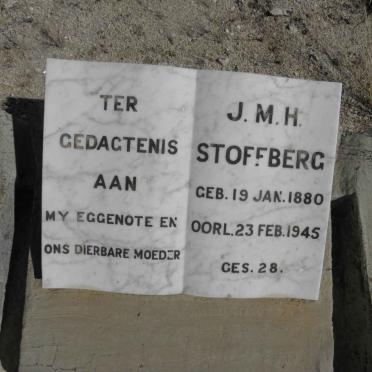 TER
GEDAGTENIS
AAN
MY EGGENOTE EN
ONS DIERBARE MOEDER
J.M.H.
STOFFBERG
GEB. 19 JAN. 1880
OORL. 23 FEB. 1945
GES. 28.